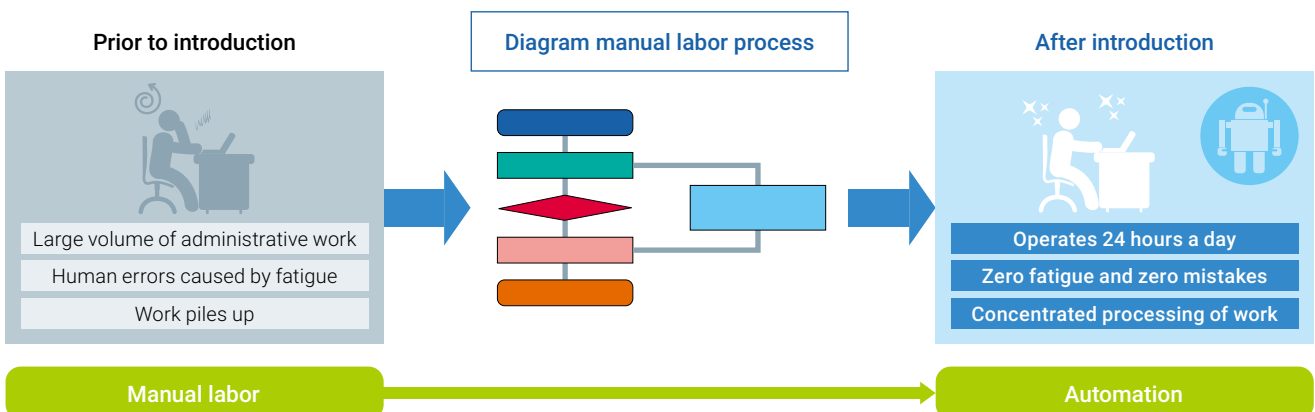 Prior to introduction
Diagram manual labor process
After introduction
Large volume of administrative work
Human errors caused by fatigue
Work piles up
Operates 24 hours a day
Zero fatigue and zero mistakes
Concentrated processing of work
Manual labor
Automation